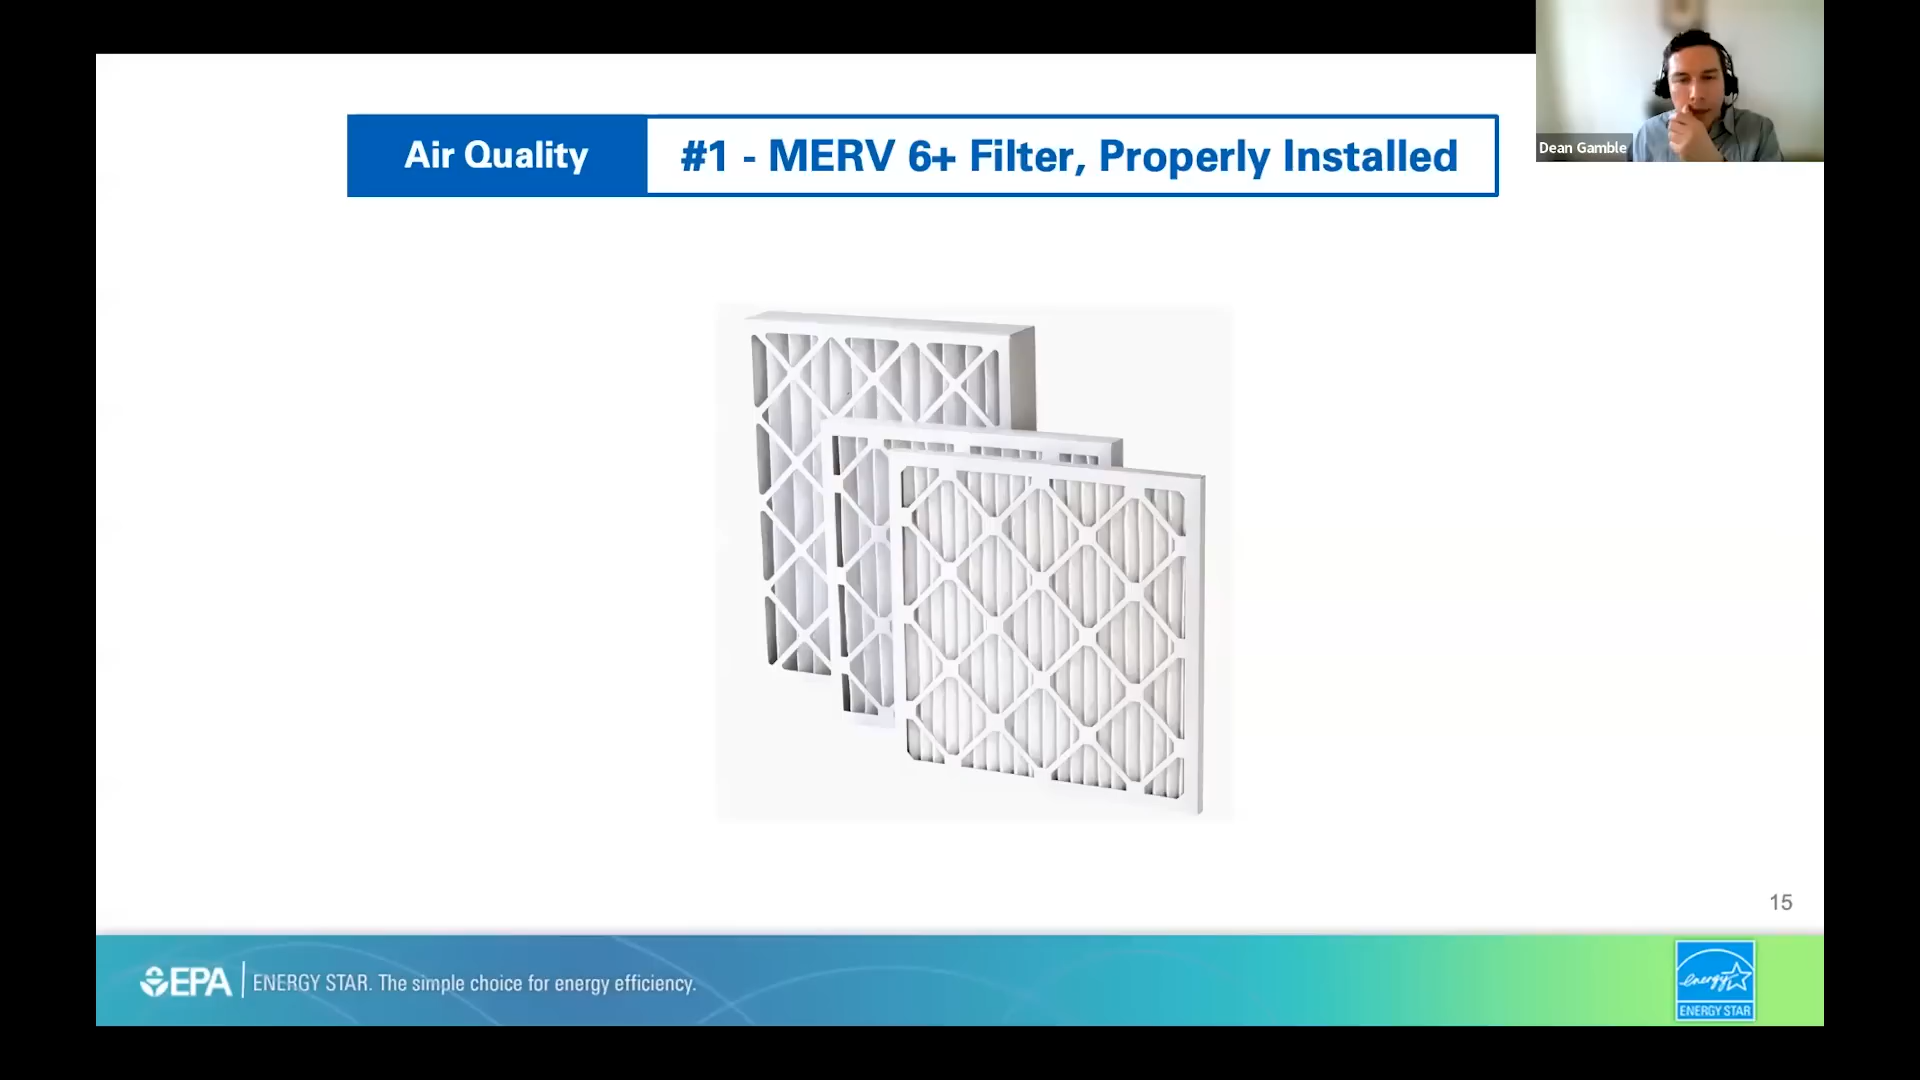 Air Quality
#1 - MERV 6+ Filter, Properly Installed
Dean Gamble
15
EPA
ENERGY STAR. The simple choice for energy efficiency.
energy
ENERGY STAR